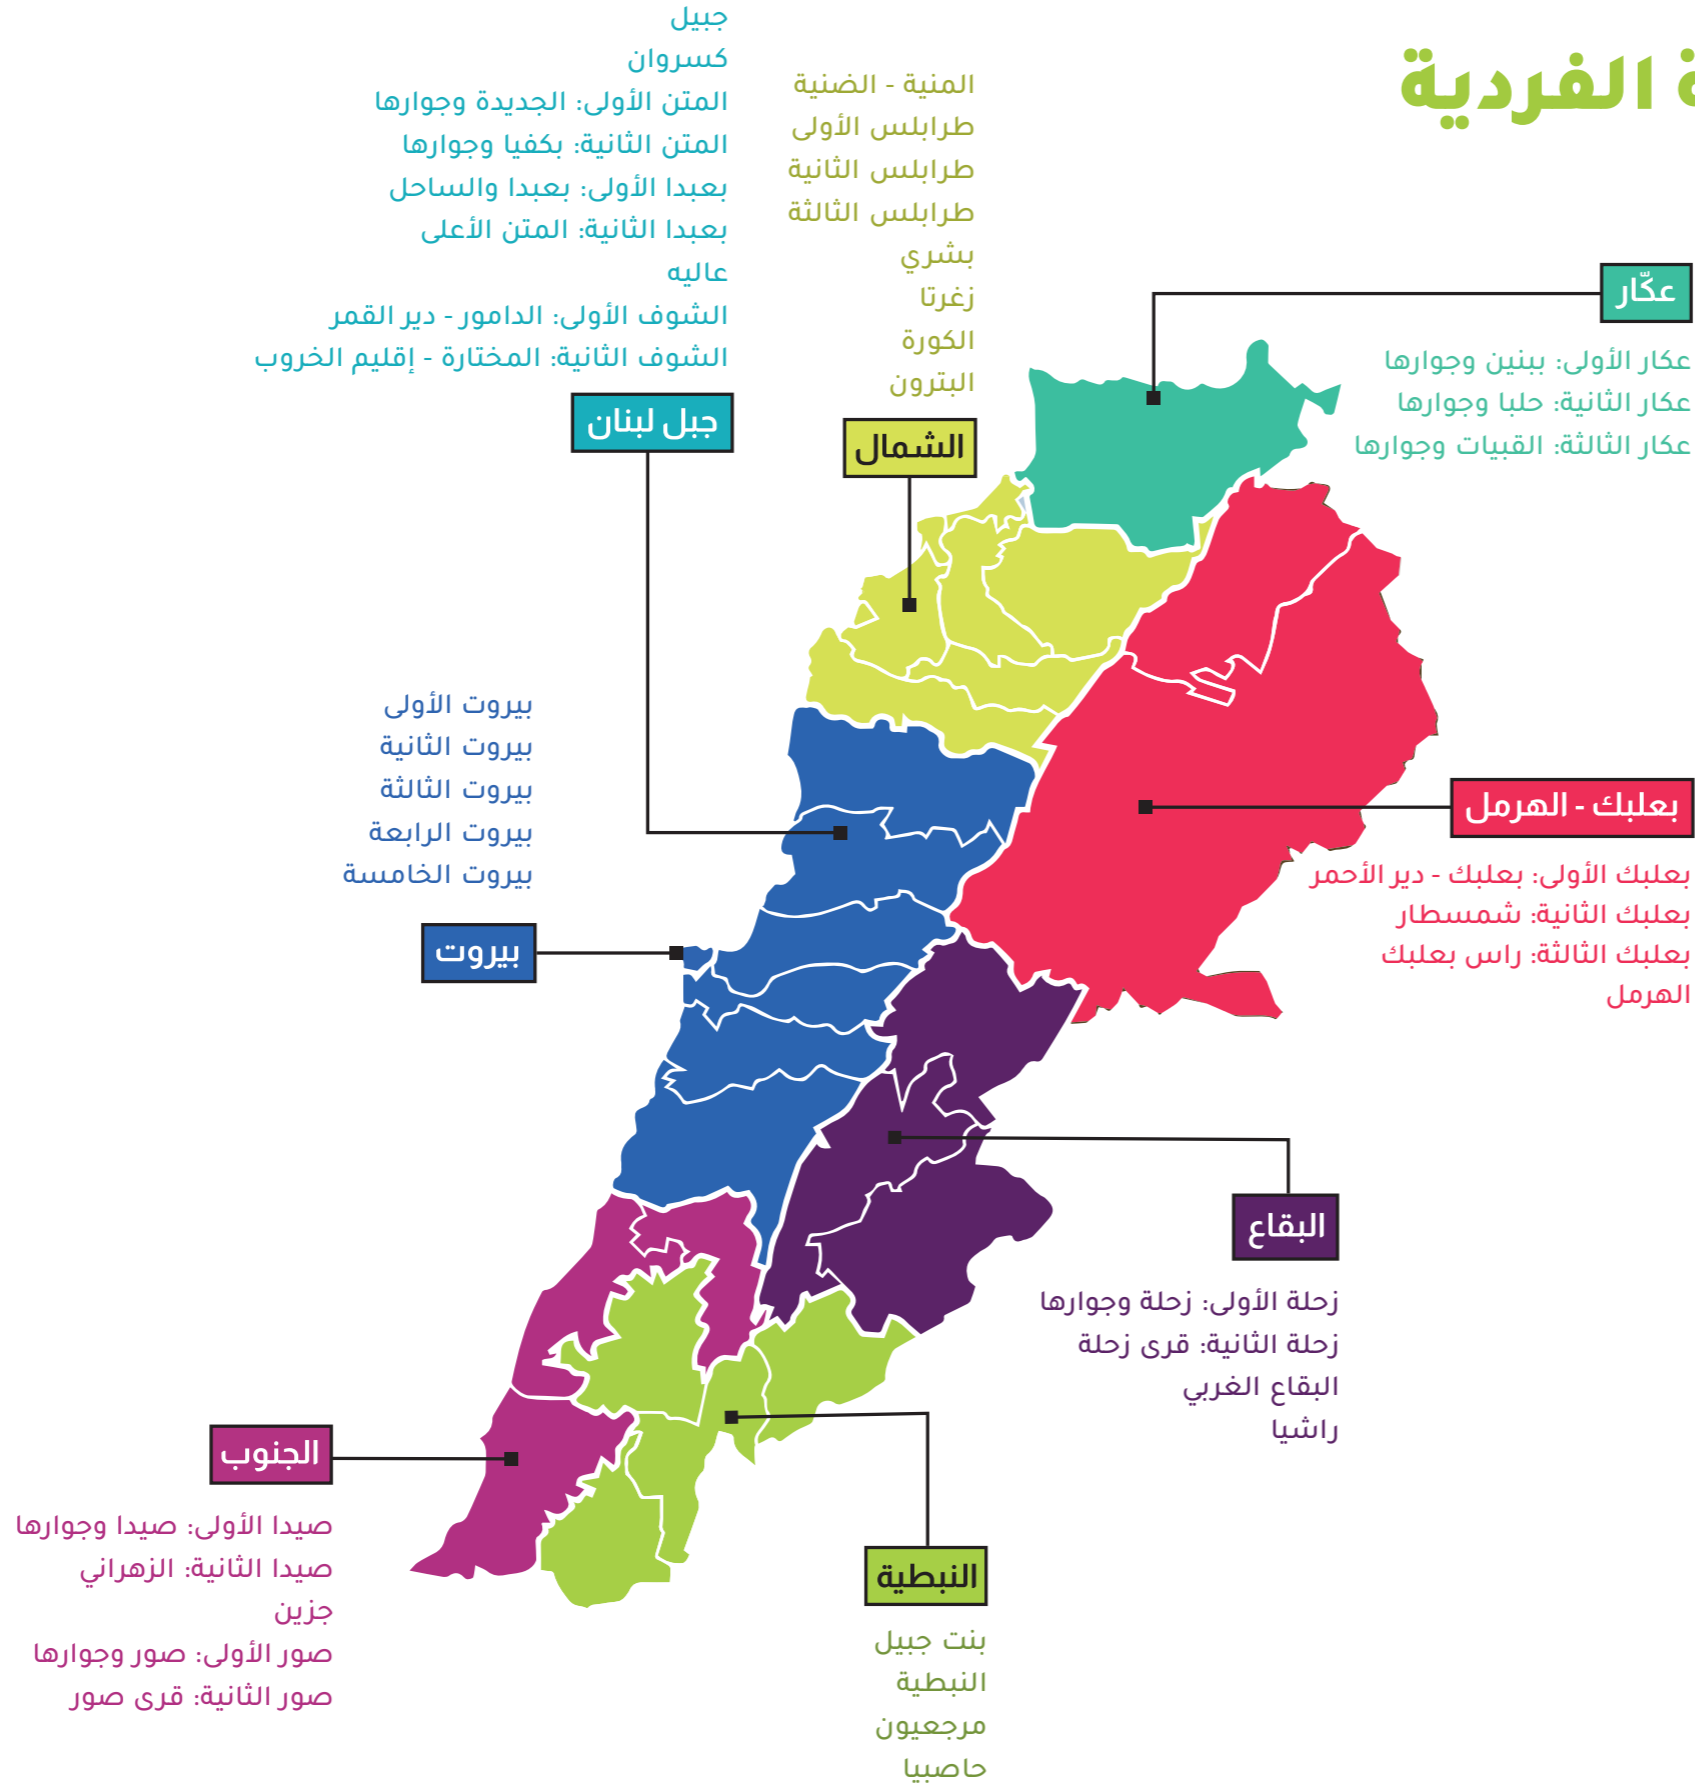 ة الفردية
عكّار
عكار الأولى: ببنين وجوارها
عكار الثانية: حلبا وجوارها
عكار الثالثة: القبيات وجوارها
المنية - الضنية
طرابلس الأولى
طرابلس الثانية
طرابلس الثالثة
بشري
زغرتا
الكورة
البترون
الشمال
جبيل
كسروان
المتن الأولى: الجديدة وجوارها
المتن الثانية: بكفيا وجوارها
بعبدا الأولى: بعبدا والساحل
بعبدا الثانية: المتن الأعلى
عاليه
الشوف الأولى: الدامور - دير القمر
الشوف الثانية: المختارة - إقليم الخروب
جبل لبنان
بعلبك - الهرمل
بعلبك الأولى: بعلبك - دير الأحمر
بعلبك الثانية: شمسطار
بعلبك الثالثة: راس بعلبك
الهرمل
بيروت الأولى
بيروت الثانية
بيروت الثالثة
بيروت الرابعة
بيروت الخامسة
بيروت
البقاع
زحلة الأولى: زحلة وجوارها
زحلة الثانية: قرى زحلة
البقاع الغربي
راشيا
الجنوب
صيدا الأولى: صيدا وجوارها
صيدا الثانية: الزهراني
جزين
صور الأولى: صور وجوارها
صور الثانية: قرى صور
النبطية
بنت جبيل
النبطية
مرجعيون
حاصبيا